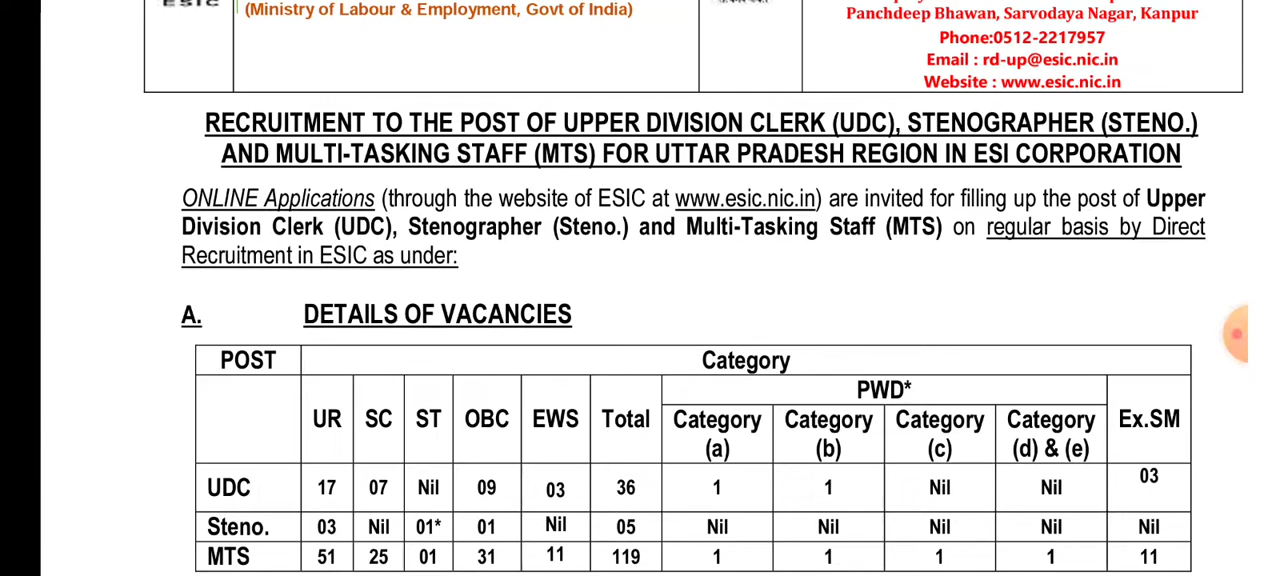 ESIC
(Ministry of Labour & Employment, Govt of India)
Panchdeep Bhawan, Sarvodaya Nagar, Kanpur
Phone:0512-2217957
Email : rd-up@esic.nic.in
Website : www.esic.nic.in
RECRUITMENT TO THE POST OF UPPER DIVISION CLERK (UDC), STENOGRAPHER (STENO.)
AND MULTI-TASKING STAFF (MTS) FOR UTTAR PRADESH REGION IN ESI CORPORATION
ONLINE Applications (through the website of ESIC at www.esic.nic.in) are invited for filling up the post of Upper
Division Clerk (UDC), Stenographer (Steno.) and Multi-Tasking Staff (MTS) on regular basis by Direct
Recruitment in ESIC as under:
A. DETAILS OF VACANCIES
POST Category
PWD*
UR SC ST OBC EWS Total Category (a) Category (b) Category (c) Category (d) & (e) Ex.SM
UDC 17 07 Nil 09 03 36 1 1 Nil Nil 03
Steno. 03 Nil 01* 01 Nil 05 Nil Nil Nil Nil Nil
MTS 51 25 01 31 11 119 1 1 1 1 11